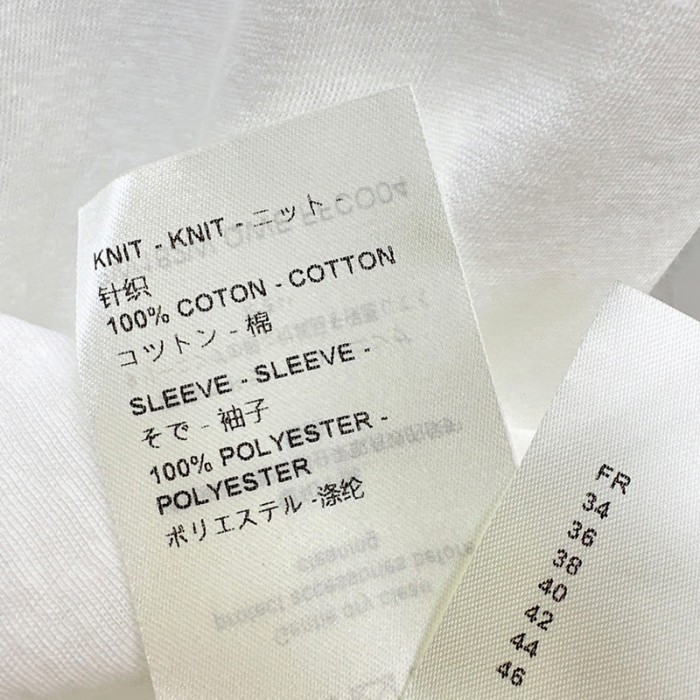 KNIT - KNIT - ニット -
针织
100% COTON - COTTON
コットン - 棉
SLEEVE - SLEEVE -
そで - 袖子
100% POLYESTER -
POLYESTER
ポリエステル -涤纶
FR
34
36
38
40
42
44
46